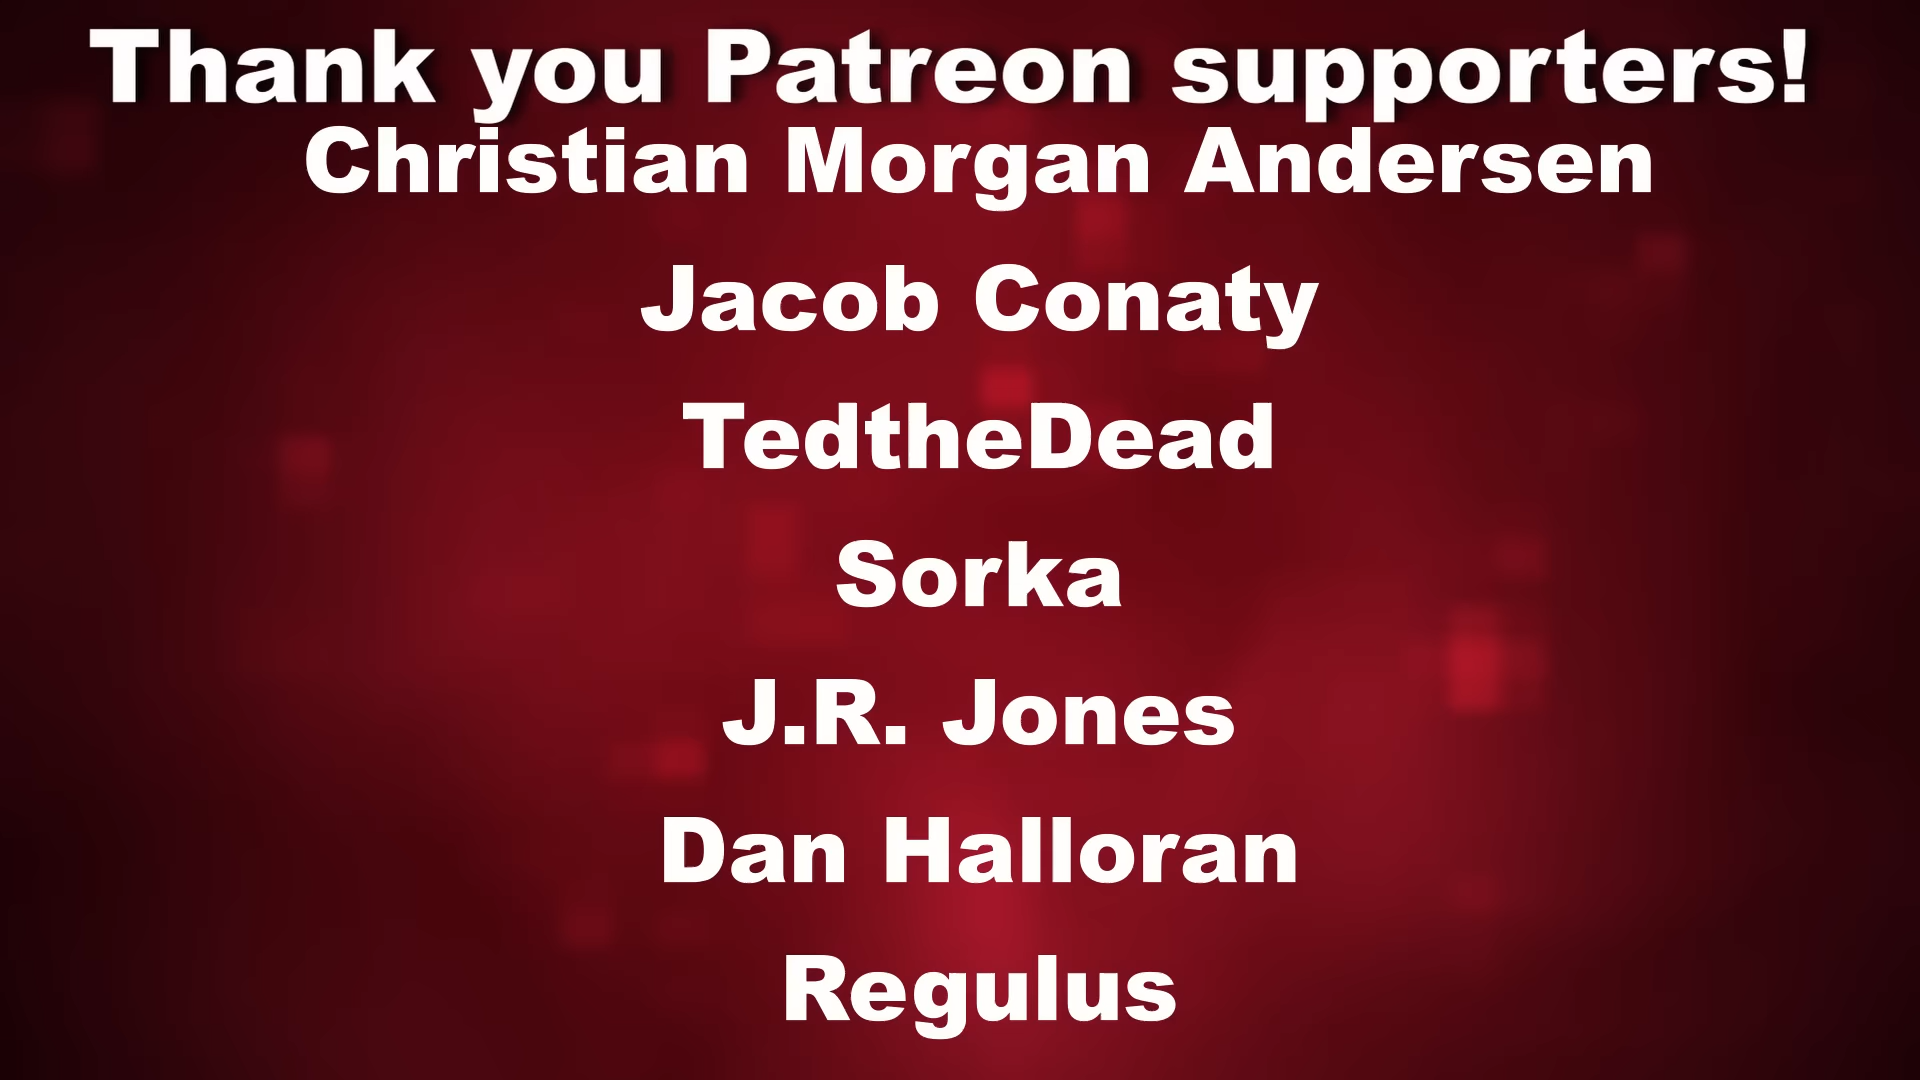 Thank you Patreon supporters!
Christian Morgan Andersen
Jacob Conaty
TedtheDead
Sorka
J.R. Jones
Dan Halloran
Regulus